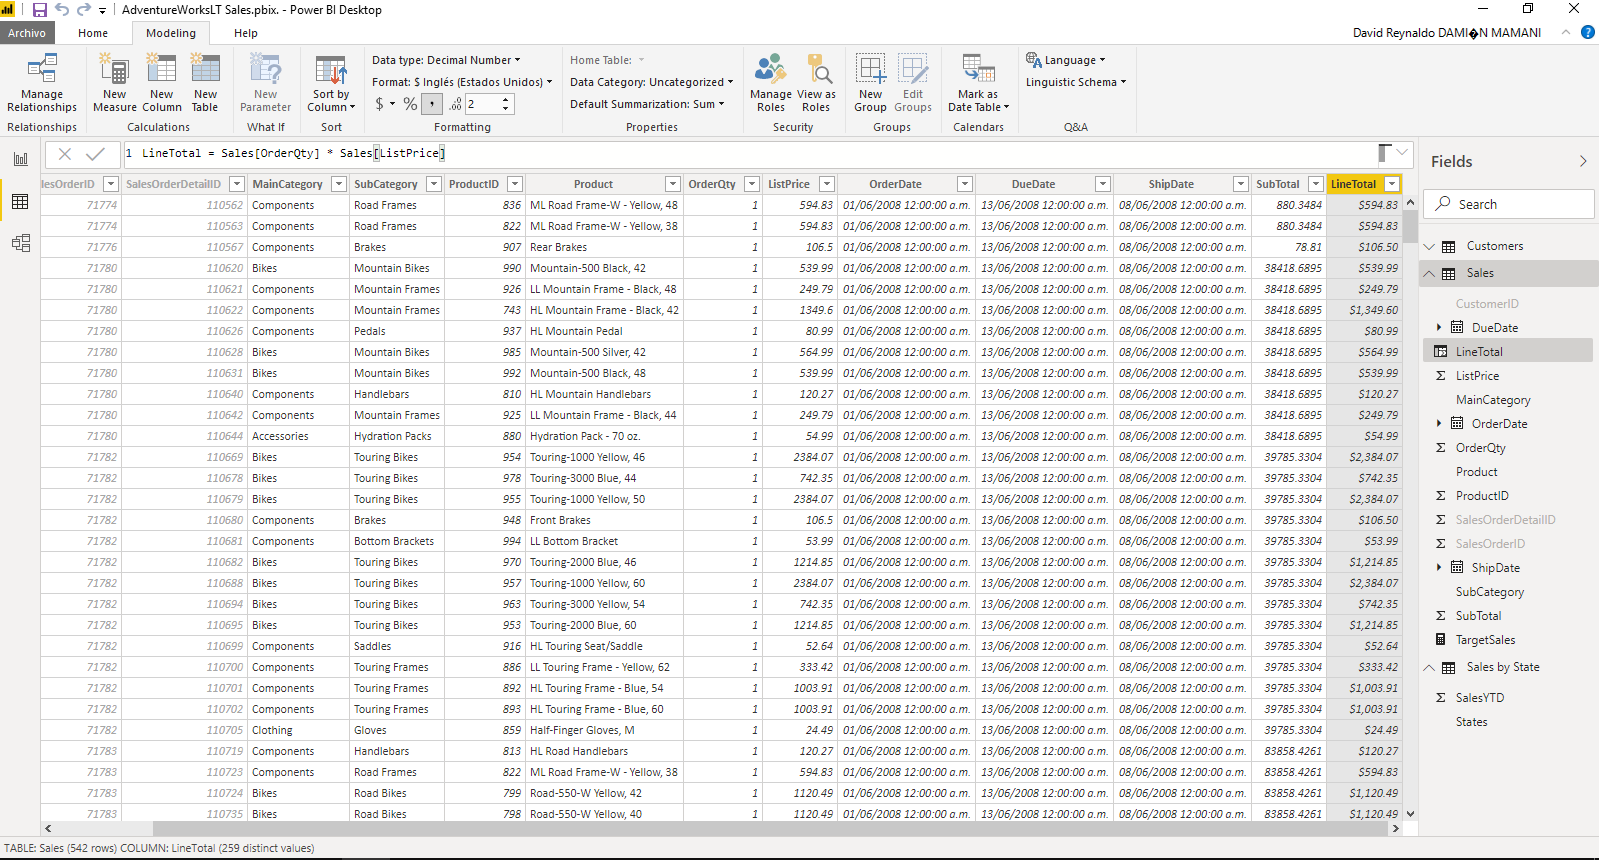 AdventureWorksLT Sales.pbix. - Power BI Desktop
Archivo Home Modeling Help David Reynaldo DAMI�N MAMANI
Manage Relationships
New Measure
New Column
New Table
New Parameter
Sort by Column
Data type: Decimal Number
Format: $ Inglés (Estados Unidos)
$ % , .00 2
Home Table:
Data Category: Uncategorized
Default Summarization: Sum
Manage Roles
View as Roles
New Group
Edit Groups
Mark as Date Table
Language
Linguistic Schema
Relationships Calculations What If Sort Formatting Properties Security Groups Calendars Q&A
1 LineTotal = Sales[OrderQty] * Sales[ListPrice]
lesOrderID SalesOrderDetailID MainCategory SubCategory ProductID Product OrderQty ListPrice OrderDate DueDate ShipDate SubTotal LineTotal
71774 110562 Components Road Frames 836 ML Road Frame-W - Yellow, 48 1 594.83 01/06/2008 12:00:00 a.m. 13/06/2008 12:00:00 a.m. 08/06/2008 12:00:00 a.m. 880.3484 $594.83
71774 110563 Components Road Frames 822 ML Road Frame-W - Yellow, 38 1 594.83 01/06/2008 12:00:00 a.m. 13/06/2008 12:00:00 a.m. 08/06/2008 12:00:00 a.m. 880.3484 $594.83
71776 110567 Components Brakes 907 Rear Brakes 1 106.5 01/06/2008 12:00:00 a.m. 13/06/2008 12:00:00 a.m. 08/06/2008 12:00:00 a.m. 78.81 $106.50
71780 110620 Bikes Mountain Bikes 990 Mountain-500 Black, 42 1 539.99 01/06/2008 12:00:00 a.m. 13/06/2008 12:00:00 a.m. 08/06/2008 12:00:00 a.m. 38418.6895 $539.99
71780 110621 Components Mountain Frames 926 LL Mountain Frame - Black, 48 1 249.79 01/06/2008 12:00:00 a.m. 13/06/2008 12:00:00 a.m. 08/06/2008 12:00:00 a.m. 38418.6895 $249.79
71780 110622 Components Mountain Frames 743 HL Mountain Frame - Black, 42 1 1349.6 01/06/2008 12:00:00 a.m. 13/06/2008 12:00:00 a.m. 08/06/2008 12:00:00 a.m. 38418.6895 $1,349.60
71780 110626 Components Pedals 937 HL Mountain Pedal 1 80.99 01/06/2008 12:00:00 a.m. 13/06/2008 12:00:00 a.m. 08/06/2008 12:00:00 a.m. 38418.6895 $80.99
71780 110628 Bikes Mountain Bikes 985 Mountain-500 Silver, 42 1 564.99 01/06/2008 12:00:00 a.m. 13/06/2008 12:00:00 a.m. 08/06/2008 12:00:00 a.m. 38418.6895 $564.99
71780 110631 Bikes Mountain Bikes 992 Mountain-500 Black, 48 1 539.99 01/06/2008 12:00:00 a.m. 13/06/2008 12:00:00 a.m. 08/06/2008 12:00:00 a.m. 38418.6895 $539.99
71780 110640 Components Handlebars 810 HL Mountain Handlebars 1 120.27 01/06/2008 12:00:00 a.m. 13/06/2008 12:00:00 a.m. 08/06/2008 12:00:00 a.m. 38418.6895 $120.27
71780 110642 Components Mountain Frames 925 LL Mountain Frame - Black, 44 1 249.79 01/06/2008 12:00:00 a.m. 13/06/2008 12:00:00 a.m. 08/06/2008 12:00:00 a.m. 38418.6895 $249.79
71780 110644 Accessories Hydration Packs 880 Hydration Pack - 70 oz. 1 54.99 01/06/2008 12:00:00 a.m. 13/06/2008 12:00:00 a.m. 08/06/2008 12:00:00 a.m. 38418.6895 $54.99
71782 110669 Bikes Touring Bikes 954 Touring-1000 Yellow, 46 1 2384.07 01/06/2008 12:00:00 a.m. 13/06/2008 12:00:00 a.m. 08/06/2008 12:00:00 a.m. 39785.3304 $2,384.07
71782 110678 Bikes Touring Bikes 978 Touring-3000 Blue, 44 1 742.35 01/06/2008 12:00:00 a.m. 13/06/2008 12:00:00 a.m. 08/06/2008 12:00:00 a.m. 39785.3304 $742.35
71782 110679 Bikes Touring Bikes 955 Touring-1000 Yellow, 50 1 2384.07 01/06/2008 12:00:00 a.m. 13/06/2008 12:00:00 a.m. 08/06/2008 12:00:00 a.m. 39785.3304 $2,384.07
71782 110680 Components Brakes 948 Front Brakes 1 106.5 01/06/2008 12:00:00 a.m. 13/06/2008 12:00:00 a.m. 08/06/2008 12:00:00 a.m. 39785.3304 $106.50
71782 110681 Components Bottom Brackets 994 LL Bottom Bracket 1 53.99 01/06/2008 12:00:00 a.m. 13/06/2008 12:00:00 a.m. 08/06/2008 12:00:00 a.m. 39785.3304 $53.99
71782 110682 Bikes Touring Bikes 970 Touring-2000 Blue, 46 1 1214.85 01/06/2008 12:00:00 a.m. 13/06/2008 12:00:00 a.m. 08/06/2008 12:00:00 a.m. 39785.3304 $1,214.85
71782 110688 Bikes Touring Bikes 957 Touring-1000 Yellow, 60 1 2384.07 01/06/2008 12:00:00 a.m. 13/06/2008 12:00:00 a.m. 08/06/2008 12:00:00 a.m. 39785.3304 $2,384.07
71782 110694 Bikes Touring Bikes 963 Touring-3000 Yellow, 54 1 742.35 01/06/2008 12:00:00 a.m. 13/06/2008 12:00:00 a.m. 08/06/2008 12:00:00 a.m. 39785.3304 $742.35
71782 110695 Bikes Touring Bikes 953 Touring-2000 Blue, 60 1 1214.85 01/06/2008 12:00:00 a.m. 13/06/2008 12:00:00 a.m. 08/06/2008 12:00:00 a.m. 39785.3304 $1,214.85
71782 110699 Components Saddles 916 HL Touring Seat/Saddle 1 52.64 01/06/2008 12:00:00 a.m. 13/06/2008 12:00:00 a.m. 08/06/2008 12:00:00 a.m. 39785.3304 $52.64
71782 110700 Components Touring Frames 886 LL Touring Frame - Yellow, 62 1 333.42 01/06/2008 12:00:00 a.m. 13/06/2008 12:00:00 a.m. 08/06/2008 12:00:00 a.m. 39785.3304 $333.42
71782 110701 Components Touring Frames 892 HL Touring Frame - Blue, 54 1 1003.91 01/06/2008 12:00:00 a.m. 13/06/2008 12:00:00 a.m. 08/06/2008 12:00:00 a.m. 39785.3304 $1,003.91
71782 110702 Components Touring Frames 893 HL Touring Frame - Blue, 60 1 1003.91 01/06/2008 12:00:00 a.m. 13/06/2008 12:00:00 a.m. 08/06/2008 12:00:00 a.m. 39785.3304 $1,003.91
71782 110705 Clothing Gloves 859 Half-Finger Gloves, M 1 24.49 01/06/2008 12:00:00 a.m. 13/06/2008 12:00:00 a.m. 08/06/2008 12:00:00 a.m. 39785.3304 $24.49
71783 110719 Components Handlebars 813 HL Road Handlebars 1 120.27 01/06/2008 12:00:00 a.m. 13/06/2008 12:00:00 a.m. 08/06/2008 12:00:00 a.m. 83858.4261 $120.27
71783 110723 Components Road Frames 822 ML Road Frame-W - Yellow, 38 1 594.83 01/06/2008 12:00:00 a.m. 13/06/2008 12:00:00 a.m. 08/06/2008 12:00:00 a.m. 83858.4261 $594.83
71783 110724 Bikes Road Bikes 799 Road-550-W Yellow, 42 1 1120.49 01/06/2008 12:00:00 a.m. 13/06/2008 12:00:00 a.m. 08/06/2008 12:00:00 a.m. 83858.4261 $1,120.49
71783 110735 Bikes Road Bikes 798 Road-550-W Yellow, 40 1 1120.49 01/06/2008 12:00:00 a.m. 13/06/2008 12:00:00 a.m. 08/06/2008 12:00:00 a.m. 83858.4261 $1,120.49
Fields
Search
Customers
Sales
CustomerID
DueDate
LineTotal
ListPrice
MainCategory
OrderDate
OrderQty
Product
ProductID
SalesOrderDetailID
SalesOrderID
ShipDate
SubCategory
SubTotal
TargetSales
Sales by State
SalesYTD
States
TABLE: Sales (542 rows) COLUMN: LineTotal (259 distinct values)